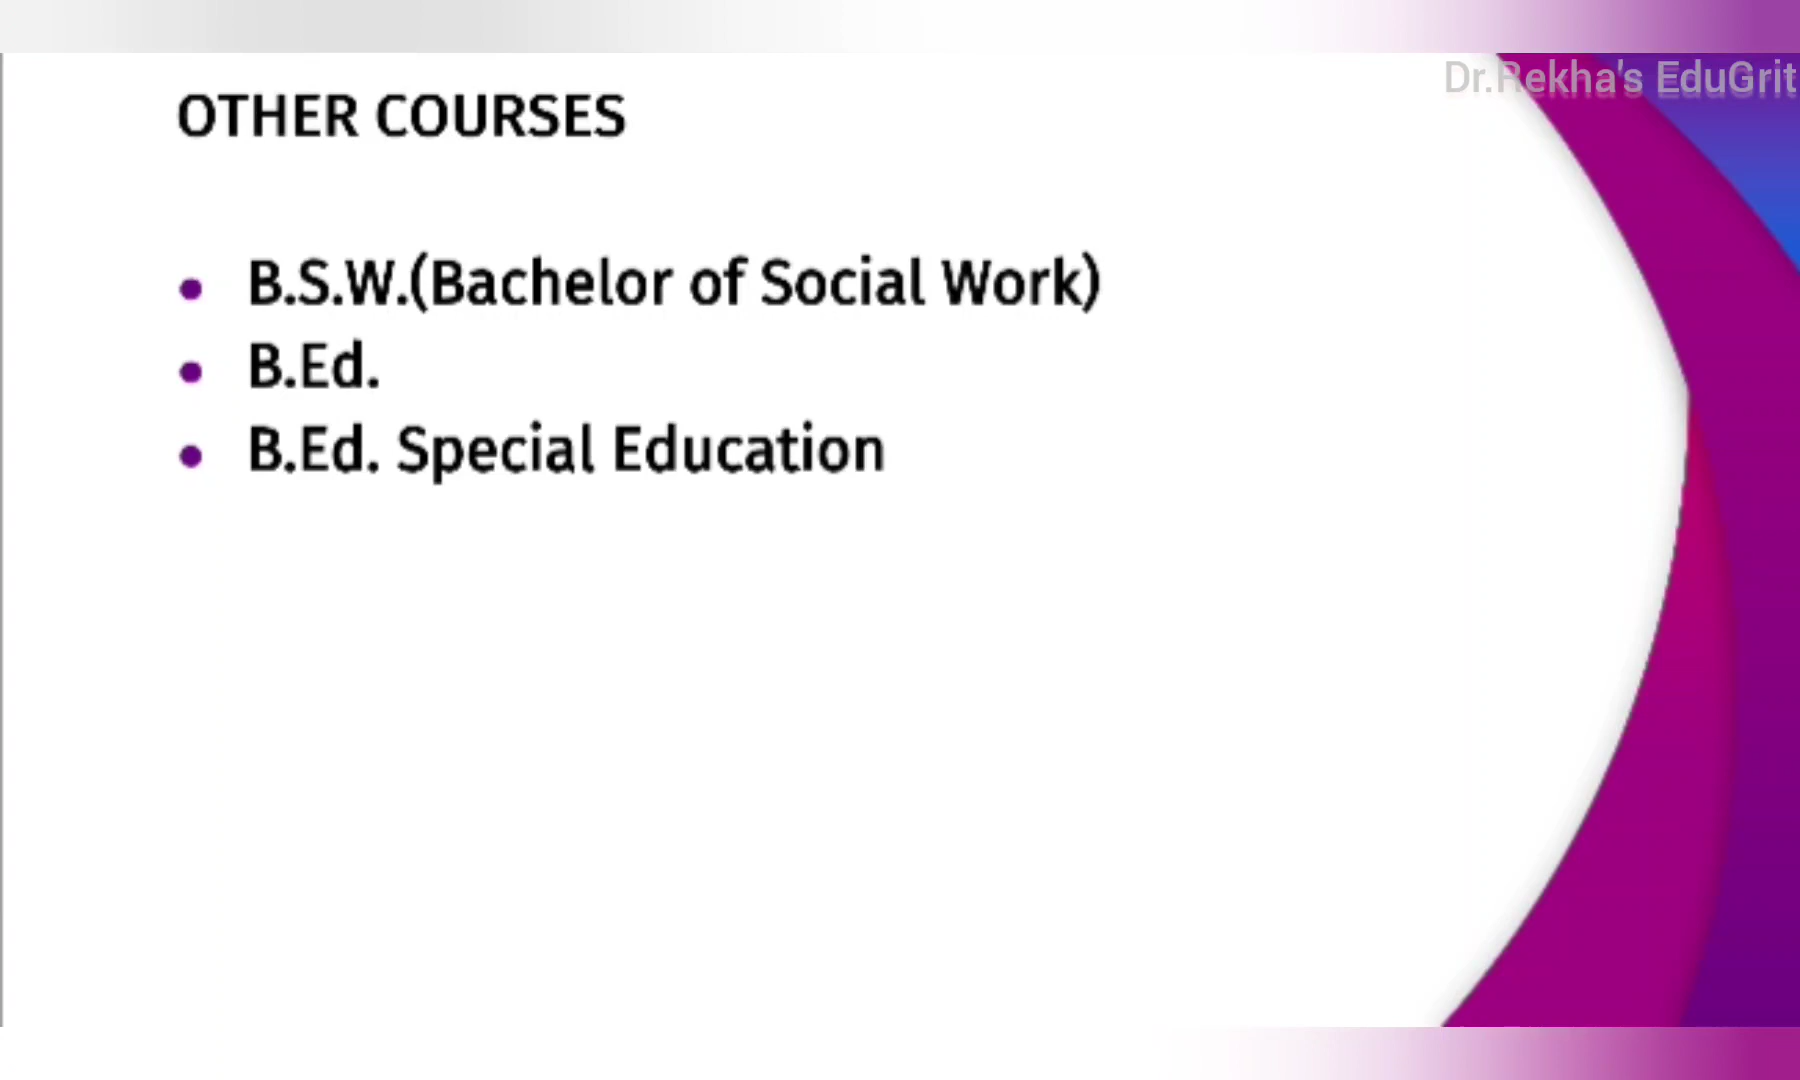 Dr.Rekha's EduGrit
OTHER COURSES
B.S.W.(Bachelor of Social Work)
B.Ed.
B.Ed. Special Education